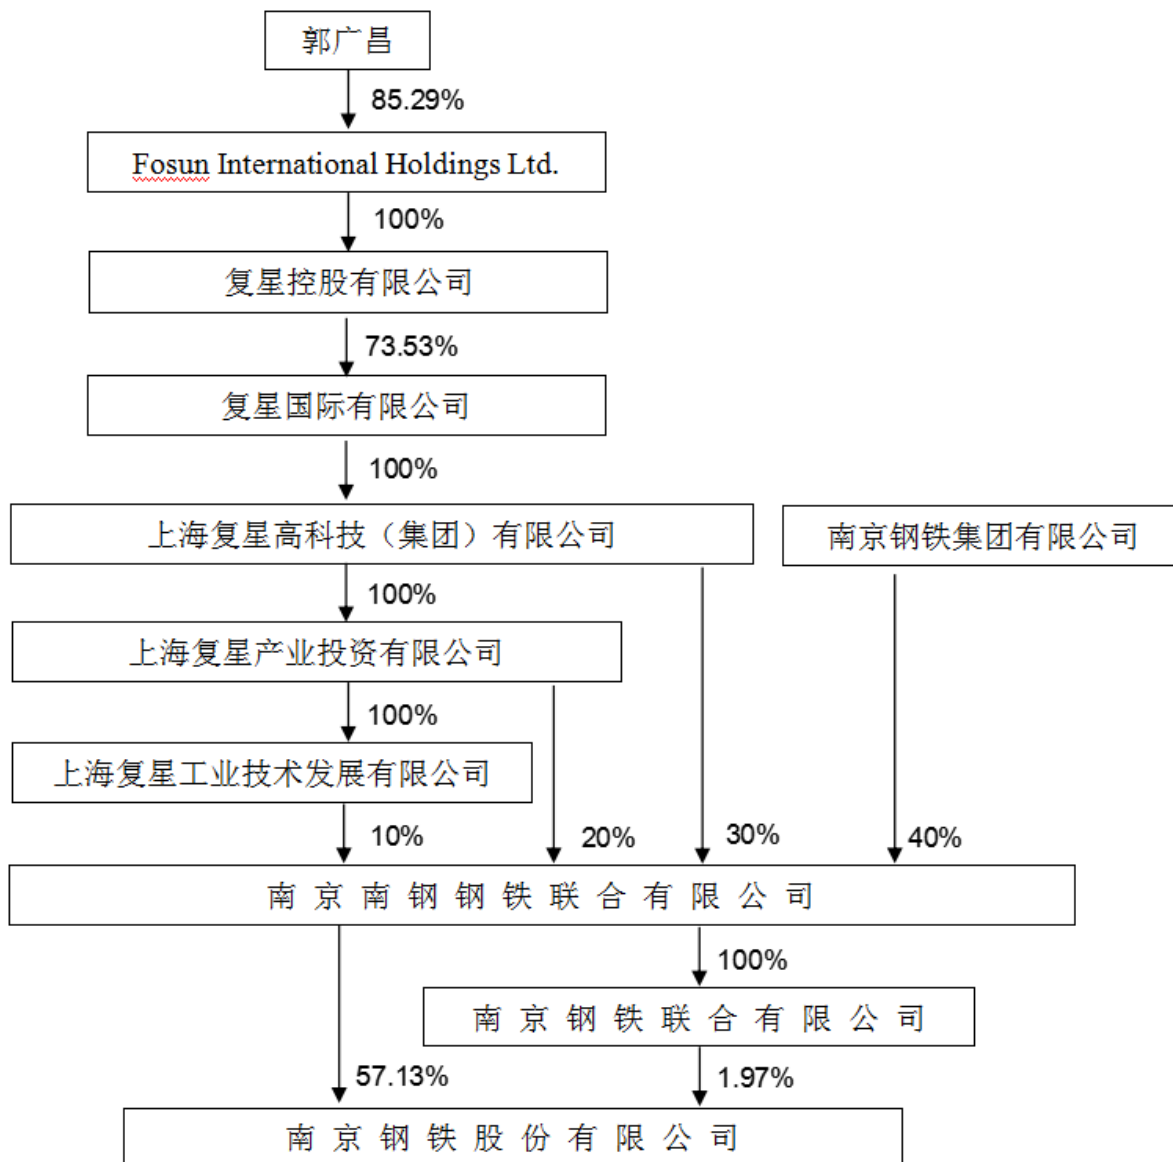 郭广昌
85.29%
Fosun International Holdings Ltd.
100%
复星控股有限公司
73.53%
复星国际有限公司
100%
上海复星高科技（集团）有限公司
南京钢铁集团有限公司
100%
上海复星产业投资有限公司
100%
上海复星工业技术发展有限公司
10%
20%
30%
40%
南京南钢钢铁联合有限公司
100%
南京钢铁联合有限公司
57.13%
1.97%
南京钢铁股份有限公司